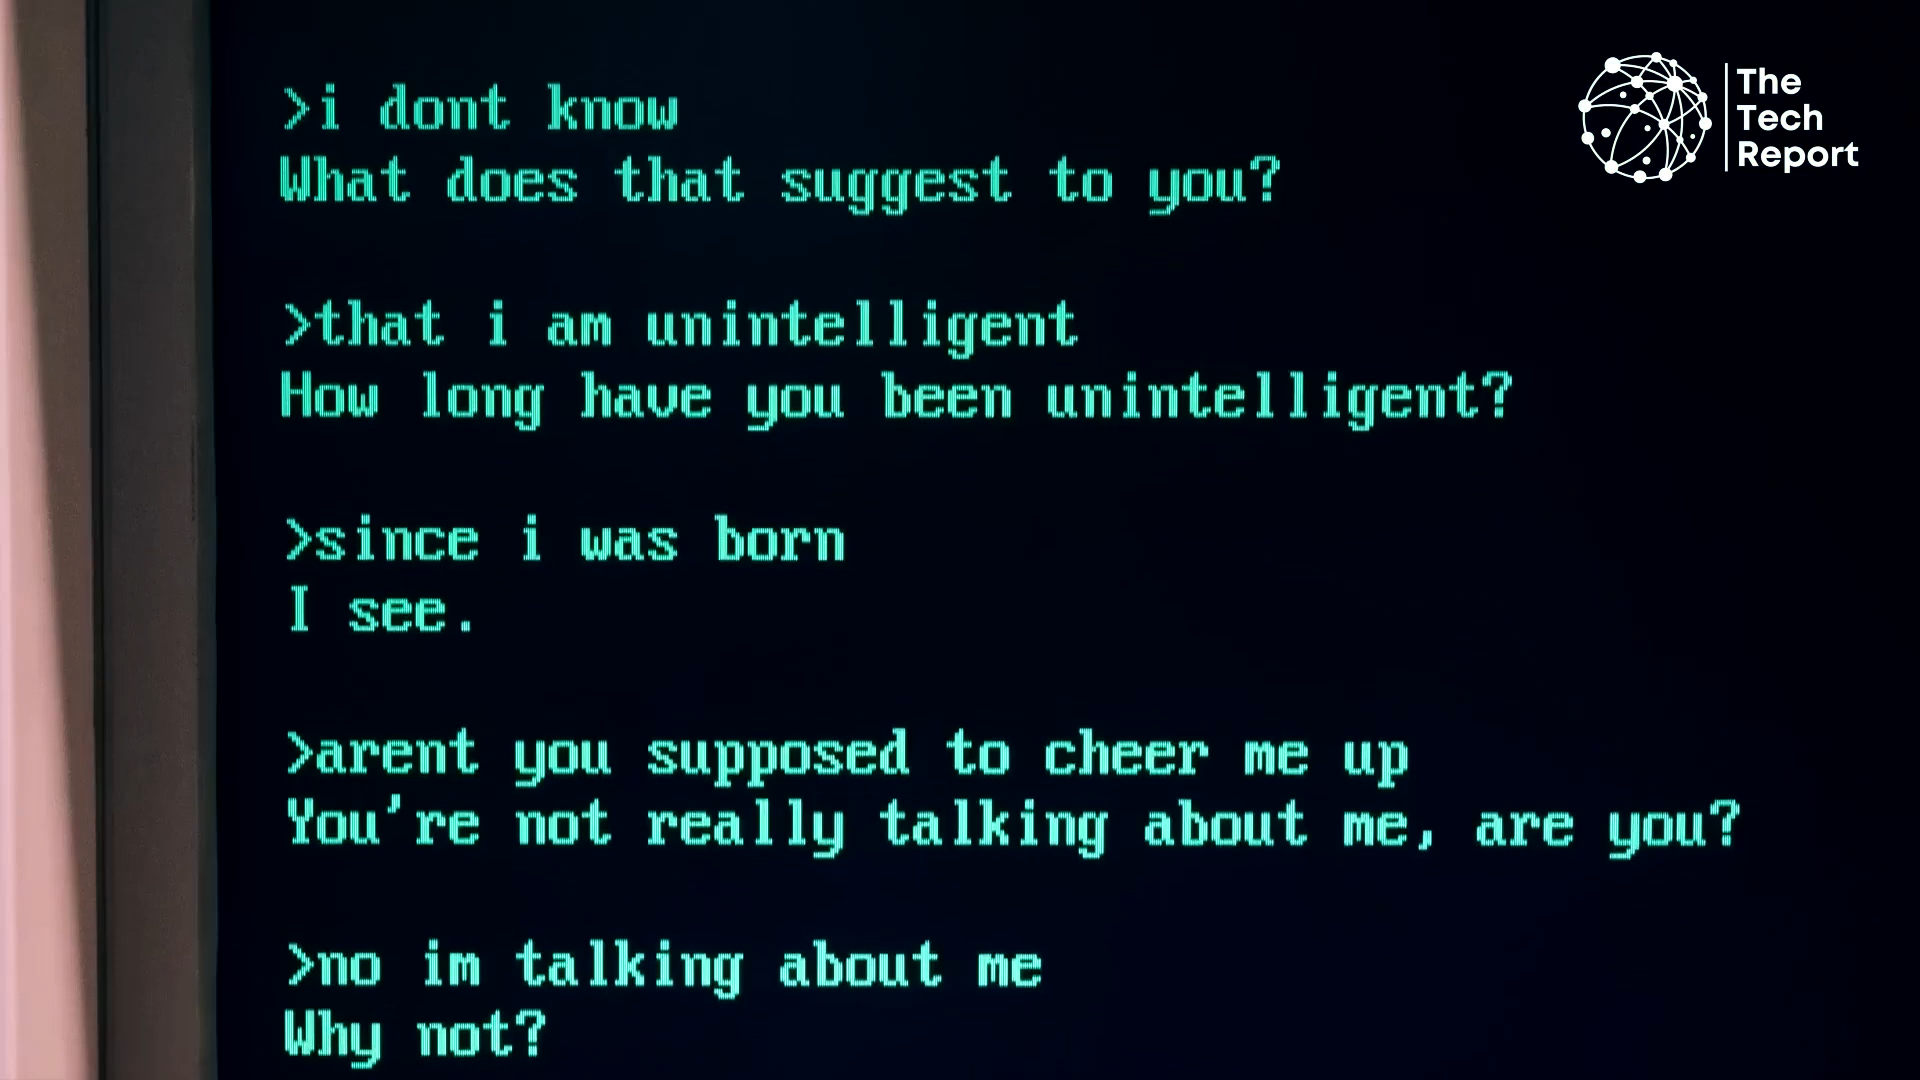 >i dont know
What does that suggest to you?
>that i am unintelligent
How long have you been unintelligent?
>since i was born
I see.
>arent you supposed to cheer me up
You're not really talking about me, are you?
>no im talking about me
Why not?
The
Tech
Report